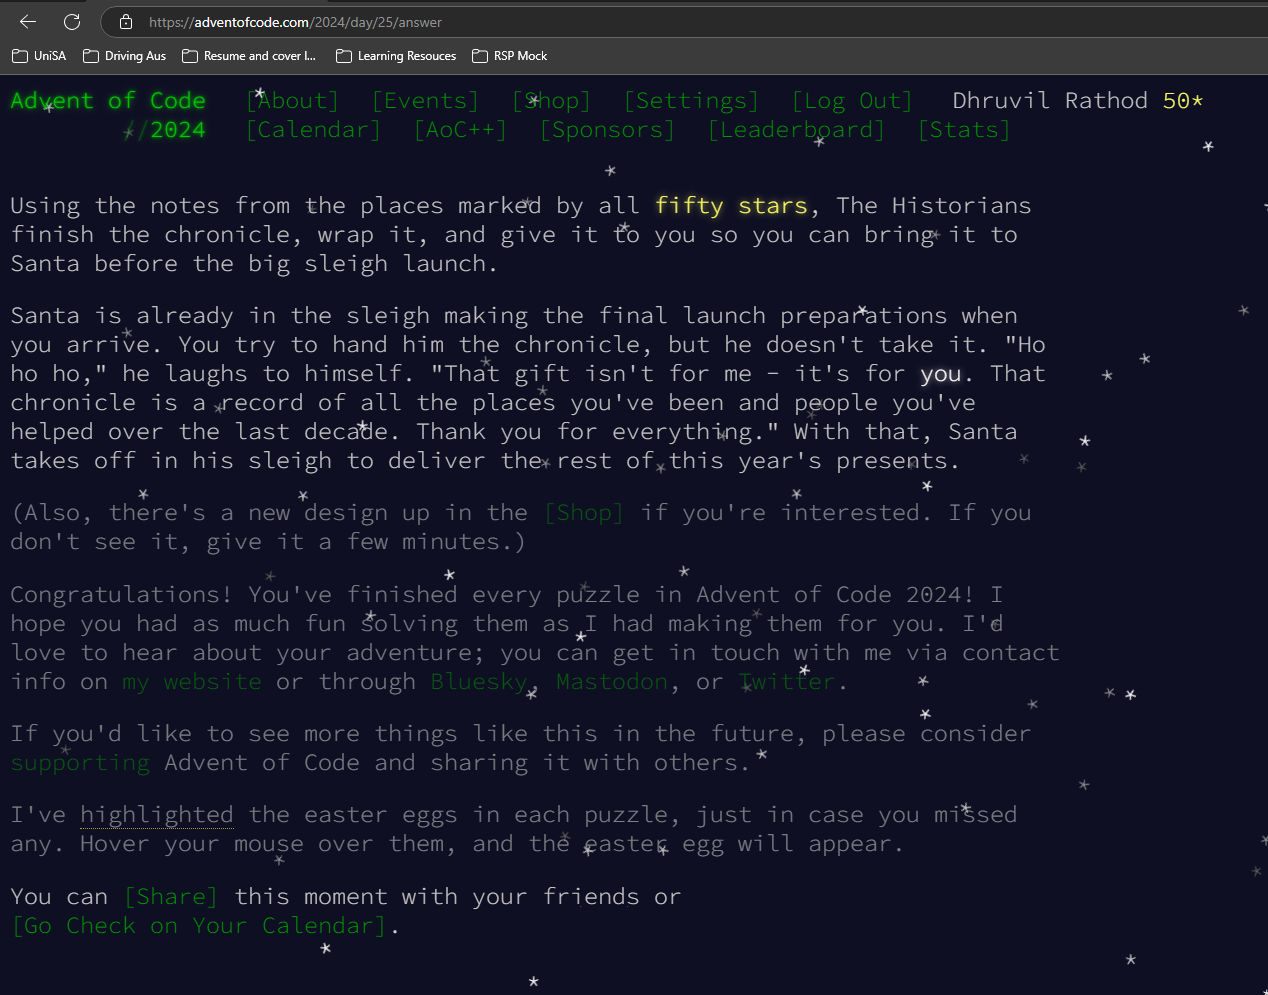 https://adventofcode.com/2024/day/25/answer
UniSA Driving Aus Resume and cover l... Learning Resouces RSP Mock
Advent of Code [About] [Events] [Shop] [Settings] [Log Out] Dhruvil Rathod 50*
//2024 [Calendar] [AoC++] [Sponsors] [Leaderboard] [Stats]
Using the notes from the places marked by all fifty stars, The Historians
finish the chronicle, wrap it, and give it to you so you can bring it to
Santa before the big sleigh launch.
Santa is already in the sleigh making the final launch preparations when
you arrive. You try to hand him the chronicle, but he doesn't take it. "Ho
ho ho," he laughs to himself. "That gift isn't for me - it's for you. That
chronicle is a record of all the places you've been and people you've
helped over the last decade. Thank you for everything." With that, Santa
takes off in his sleigh to deliver the rest of this year's presents.
(Also, there's a new design up in the [Shop] if you're interested. If you
don't see it, give it a few minutes.)
Congratulations! You've finished every puzzle in Advent of Code 2024! I
hope you had as much fun solving them as I had making them for you. I'd
love to hear about your adventure; you can get in touch with me via contact
info on my website or through Bluesky, Mastodon, or Twitter.
If you'd like to see more things like this in the future, please consider
supporting Advent of Code and sharing it with others.
I've highlighted the easter eggs in each puzzle, just in case you missed
any. Hover your mouse over them, and the easter egg will appear.
You can [Share] this moment with your friends or
[Go Check on Your Calendar].